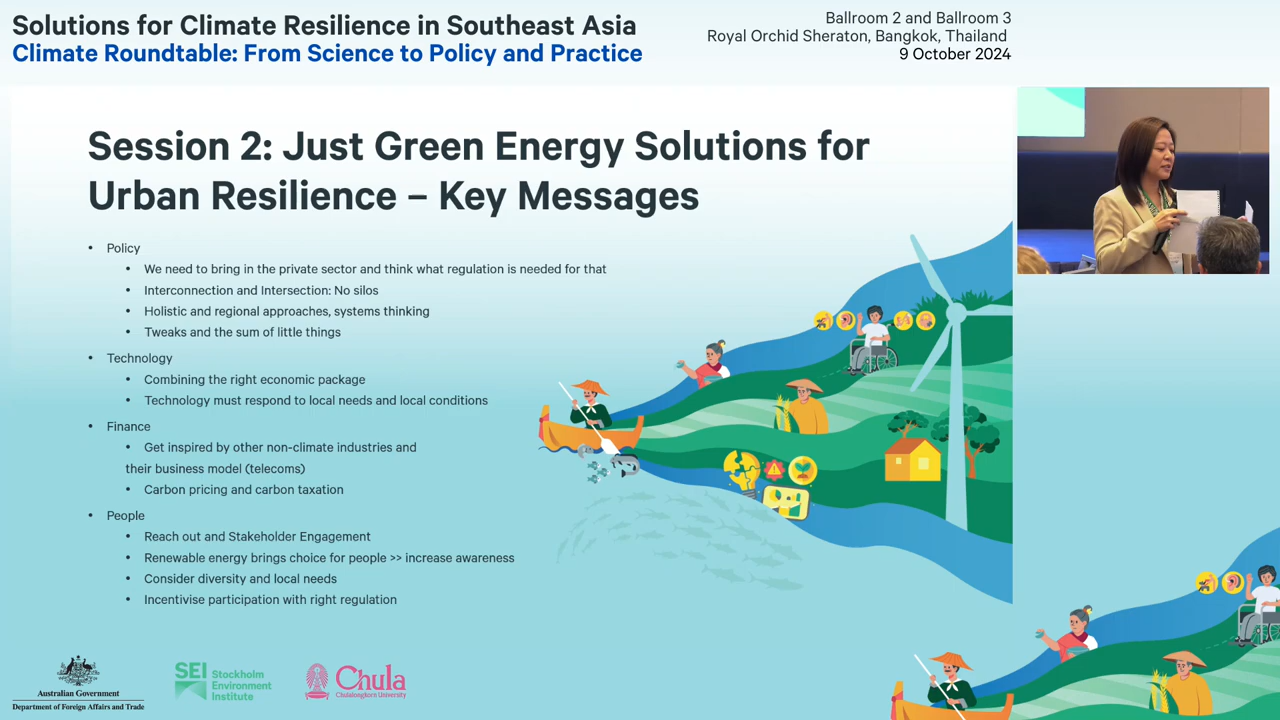 Solutions for Climate Resilience in Southeast Asia
Climate Roundtable: From Science to Policy and Practice
Ballroom 2 and Ballroom 3
Royal Orchid Sheraton, Bangkok, Thailand
9 October 2024
Session 2: Just Green Energy Solutions for
Urban Resilience – Key Messages
• Policy
• We need to bring in the private sector and think what regulation is needed for that
• Interconnection and Intersection: No silos
• Holistic and regional approaches, systems thinking
• Tweaks and the sum of little things
• Technology
• Combining the right economic package
• Technology must respond to local needs and local conditions
• Finance
• Get inspired by other non-climate industries and
their business model (telecoms)
• Carbon pricing and carbon taxation
• People
• Reach out and Stakeholder Engagement
• Renewable energy brings choice for people >> increase awareness
• Consider diversity and local needs
• Incentivise participation with right regulation
Australian Government
Department of Foreign Affairs and Trade
SEI Stockholm
Environment
Institute
Chula
Chulalongkorn University